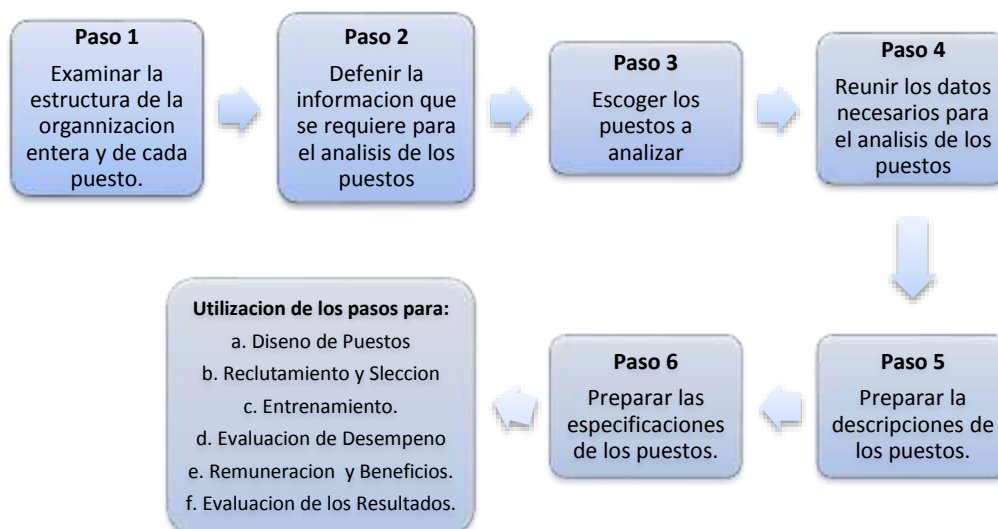 Paso 1
Examinar la
estructura de la
organnizacion
entera y de cada
puesto.
Paso 2
Defenir la
informacion que
se requiere para
el analisis de los
puestos
Paso 3
Escoger los
puestos a
analizar
Paso 4
Reunir los datos
necesarios para
el analisis de los
puestos
Paso 5
Preparar la
descripciones de
los puestos.
Paso 6
Preparar las
especificaciones
de los puestos.
Utilizacion de los pasos para:
a. Diseno de Puestos
b. Reclutamiento y Sleccion
c. Entrenamiento.
d. Evaluacion de Desempeno
e. Remuneracion y Beneficios.
f. Evaluacion de los Resultados.